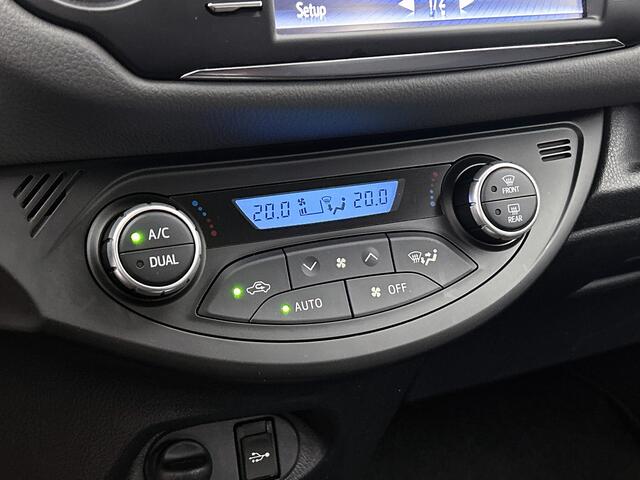 Setup
20.0 20.0
FRONT
REAR
A/C
DUAL
AUTO
OFF